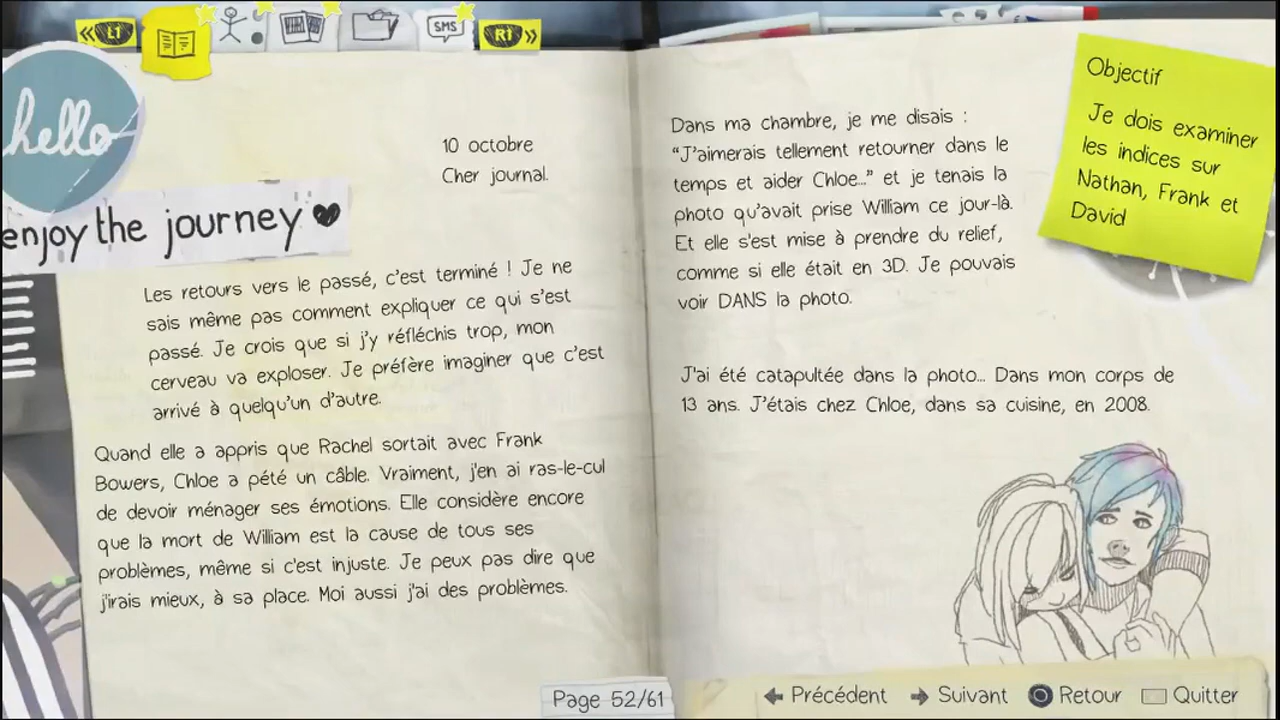 L1
SMS
R1
hello
enjoy the journey
10 octobre
Cher journal.
Les retours vers le passé, c'est terminé ! Je ne
sais même pas comment expliquer ce qui s'est
passé. Je crois que si j'y réfléchis trop, mon
cerveau va exploser. Je préfère imaginer que c'est
arrivé à quelqu'un d'autre.
Quand elle a appris que Rachel sortait avec Frank
Bowers, Chloe a pété un câble. Vraiment, j'en ai ras-le-cul
de devoir ménager ses émotions. Elle considère encore
que la mort de William est la cause de tous ses
problèmes, même si c'est injuste. Je peux pas dire que
j'irais mieux, à sa place. Moi aussi j'ai des problèmes.
Dans ma chambre, je me disais :
“J'aimerais tellement retourner dans le
temps et aider Chloe...” et je tenais la
photo qu'avait prise William ce jour-là.
Et elle s'est mise à prendre du relief,
comme si elle était en 3D. Je pouvais
voir DANS la photo.
J'ai été catapultée dans la photo... Dans mon corps de
13 ans. J'étais chez Chloe, dans sa cuisine, en 2008.
Objectif
Je dois examiner
les indices sur
Nathan, Frank et
David
Page 52/61
Précédent Suivant Retour Quitter